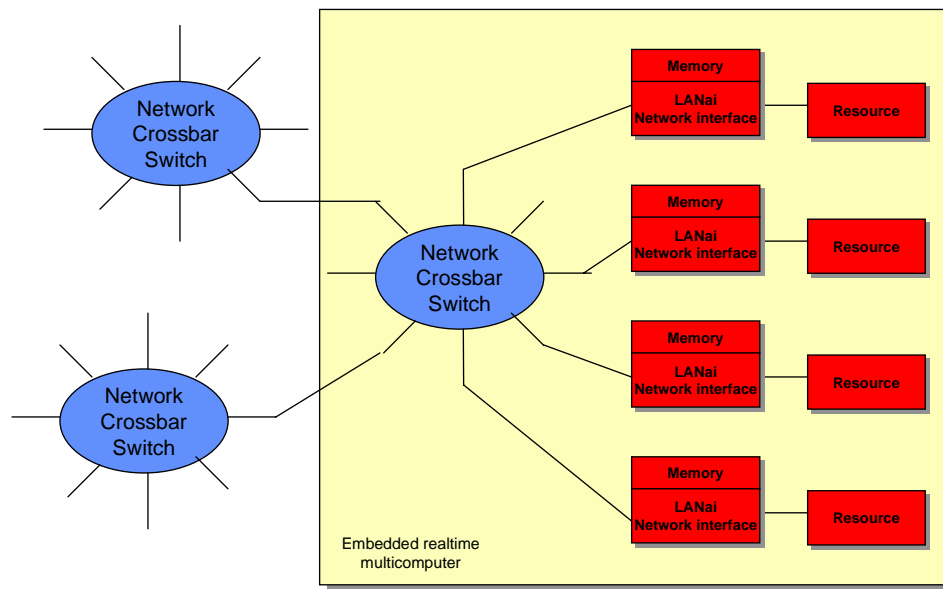 Network
Crossbar
Switch
Network
Crossbar
Switch
Network
Crossbar
Switch
Memory
LANai
Network interface
Resource
Memory
LANai
Network interface
Resource
Memory
LANai
Network interface
Resource
Memory
LANai
Network interface
Resource
Embedded realtime
multicomputer